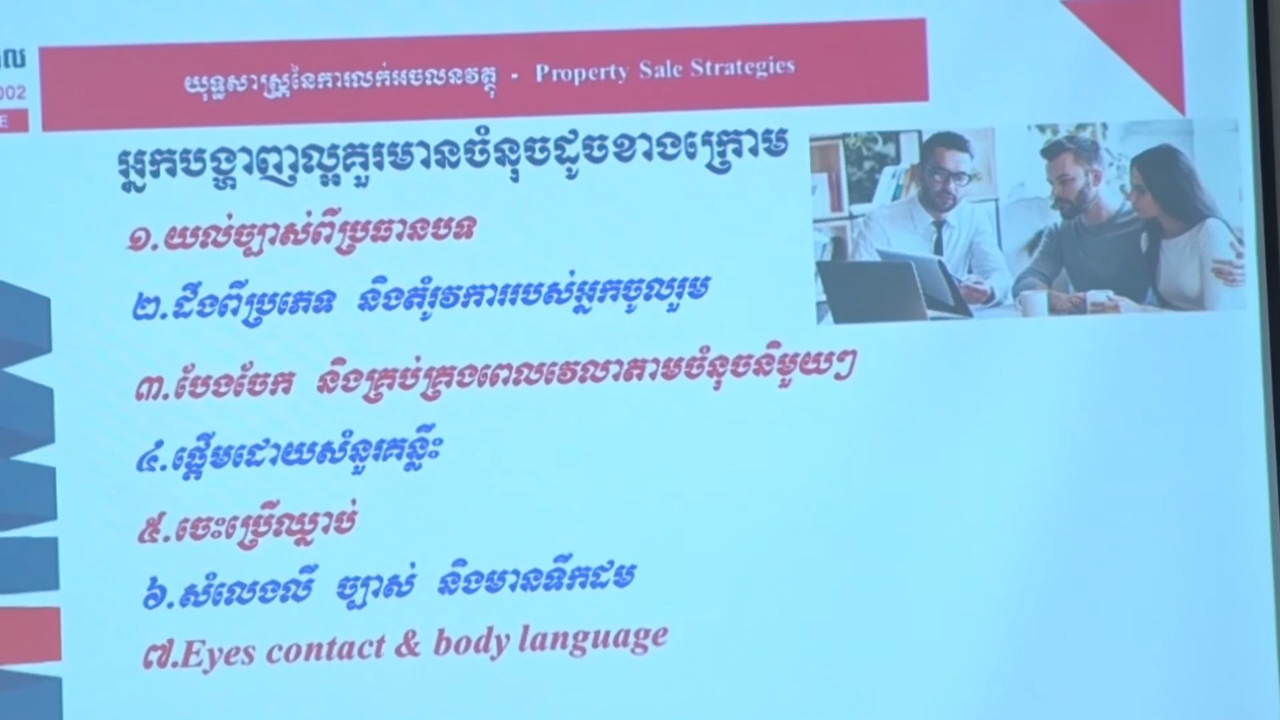 002
E
យុទ្ធសាស្ត្រនៃការលក់អចលនវត្ថុ - Property Sale Strategies
អ្នកបង្ហាញល្អគួរមានចំនុចដូចខាងក្រោម
១.យល់ច្បាស់ពីប្រធានបទ
២.ដឹងពីប្រភេទ និងតំរូវការរបស់អ្នកចូលរួម
៣.បែងចែក និងគ្រប់គ្រងពេលវេលាតាមចំនុចនិមួយៗ
៤.ផ្តើមដោយសំនួរគន្លឹះ
៥.ចេះប្រើឈ្នាប់
៦.សំលេងលឺ ច្បាស់ និងមានទឹកដម
៧.Eyes contact & body language